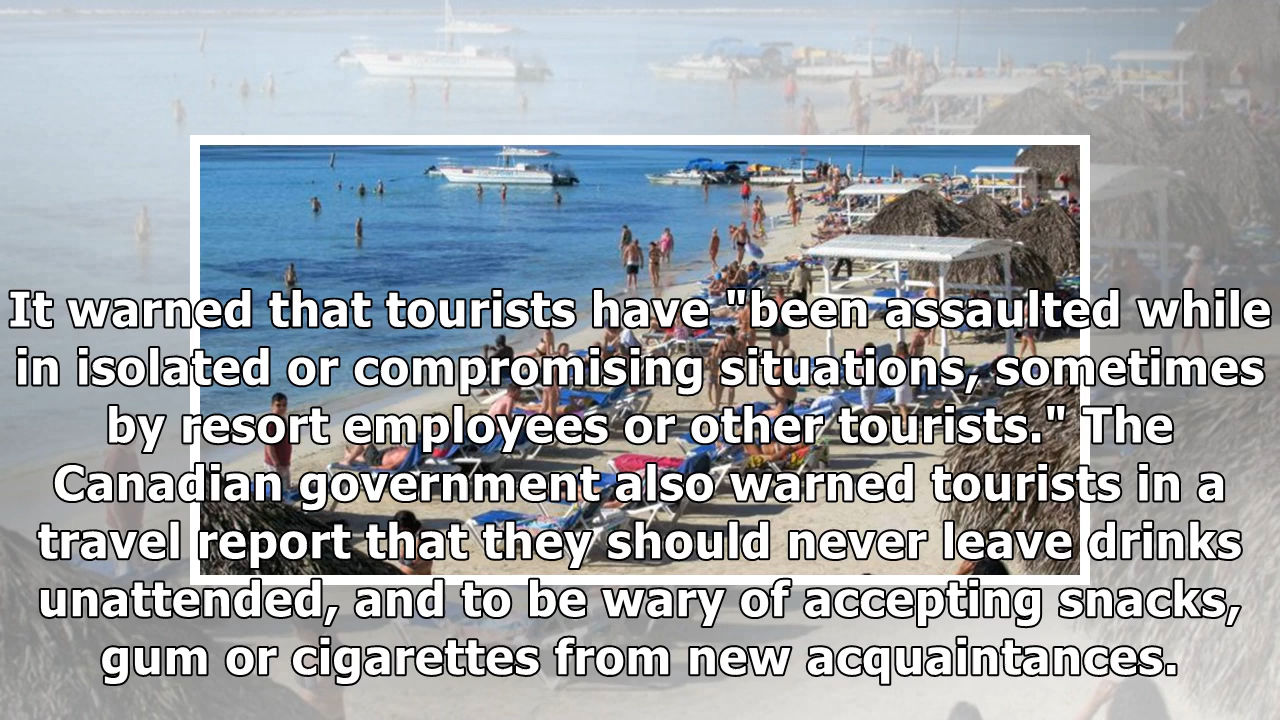 It warned that tourists have "been assaulted while
in isolated or compromising situations, sometimes
by resort employees or other tourists." The
Canadian government also warned tourists in a
travel report that they should never leave drinks
unattended, and to be wary of accepting snacks,
gum or cigarettes from new acquaintances.